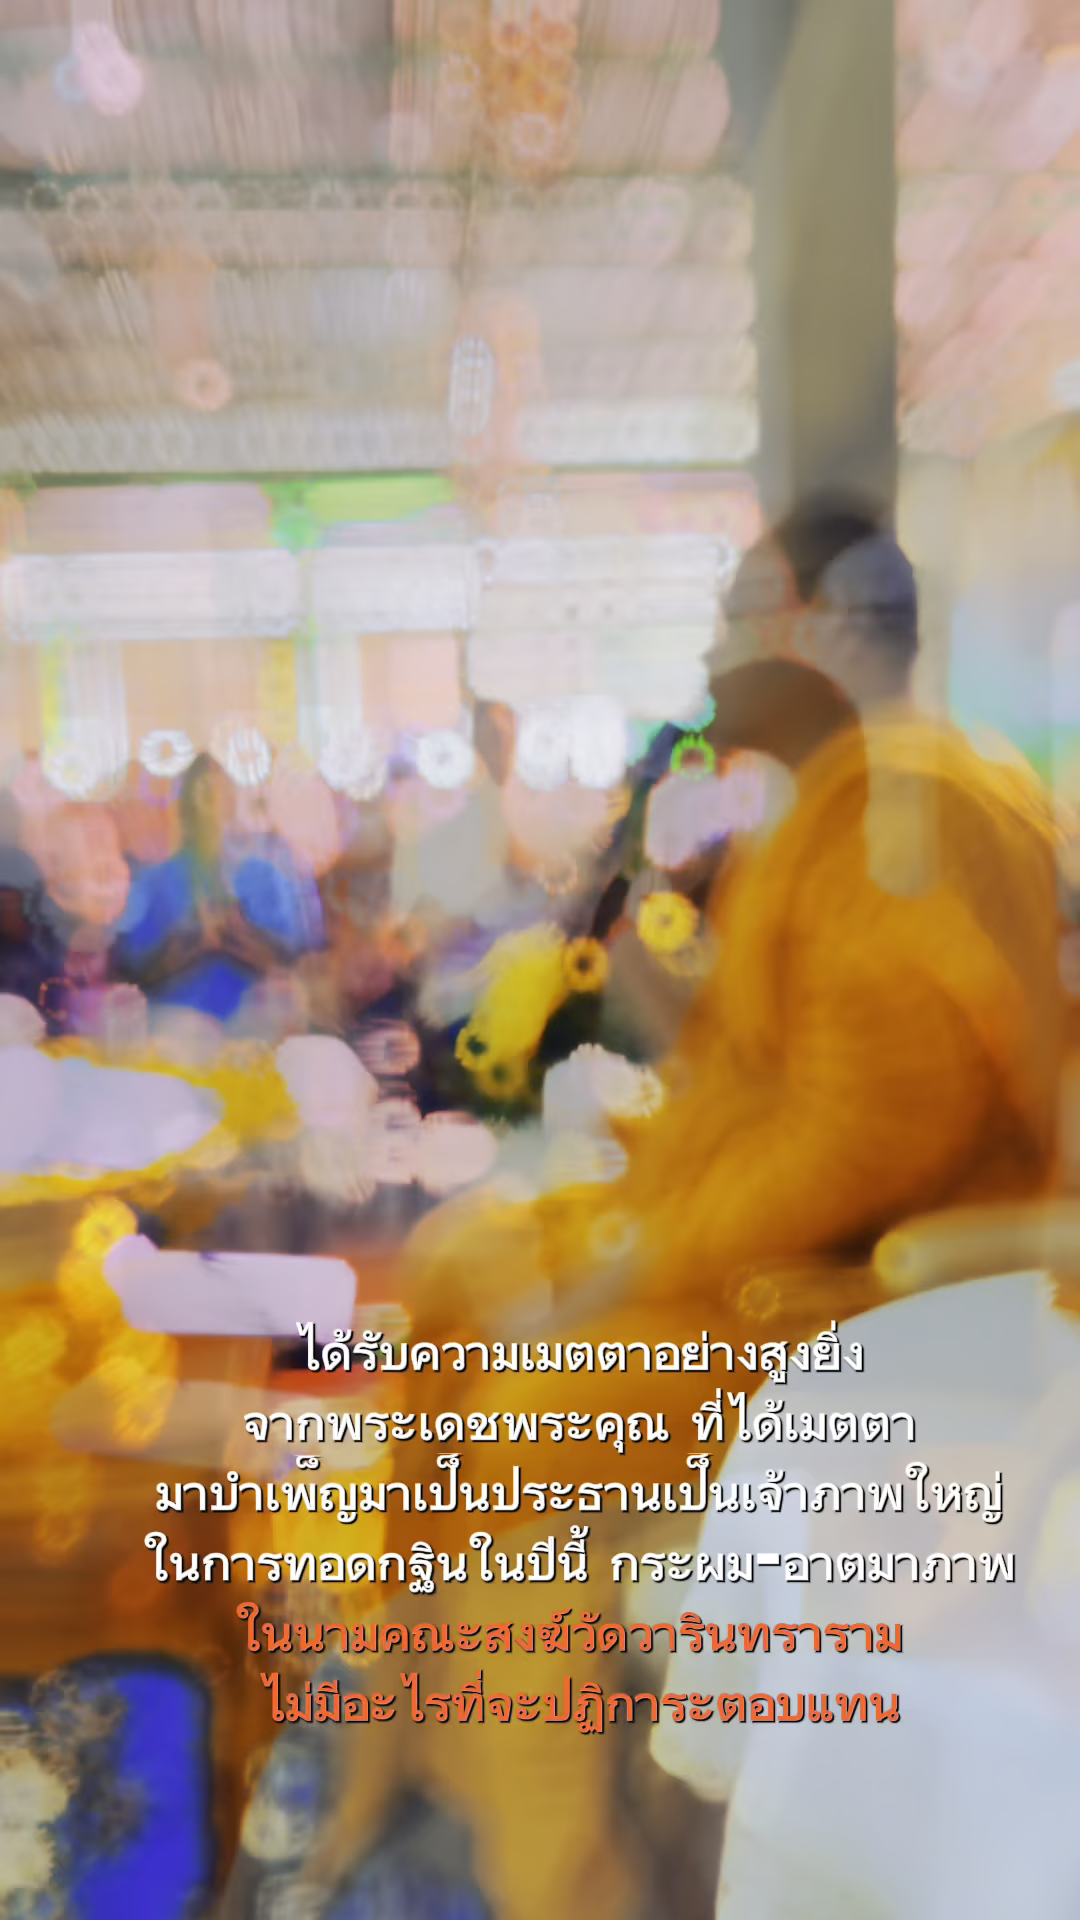 ได้รับความเมตตาอย่างสูงยิ่ง
จากพระเดชพระคุณ ที่ได้เมตตา
มาบำเพ็ญมาเป็นประธานเป็นเจ้าภาพใหญ่
ในการทอดกฐินในปีนี้ กระผม-อาตมาภาพ
ในนามคณะสงฆ์วัดวารินทราราม
ไม่มีอะไรที่จะปฏิการะตอบแทน